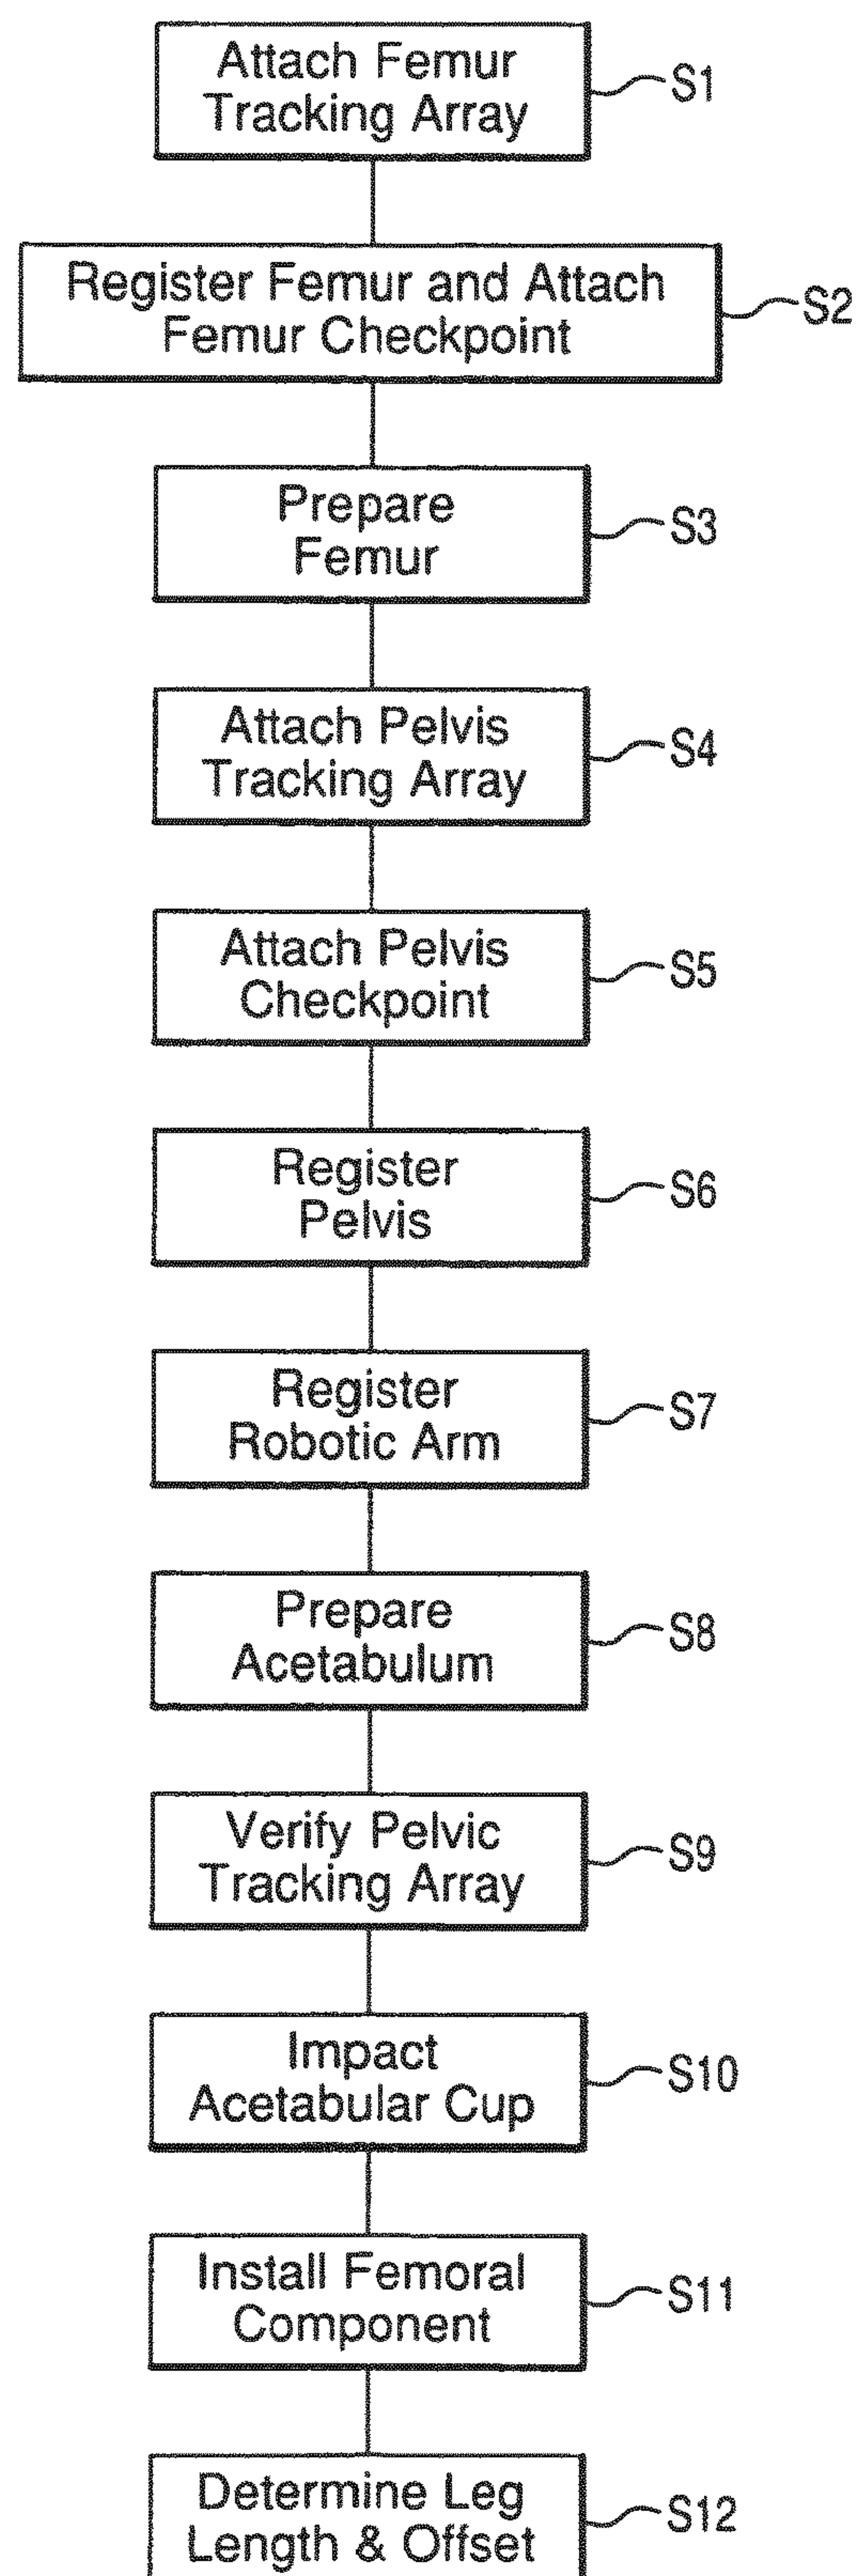 Attach Femur
Tracking Array
S1
Register Femur and Attach
Femur Checkpoint
S2
Prepare
Femur
S3
Attach Pelvis
Tracking Array
S4
Attach Pelvis
Checkpoint
S5
Register
Pelvis
S6
Register
Robotic Arm
S7
Prepare
Acetabulum
S8
Verify Pelvic
Tracking Array
S9
Impact
Acetabular Cup
S10
Install Femoral
Component
S11
Determine Leg
Length & Offset
S12